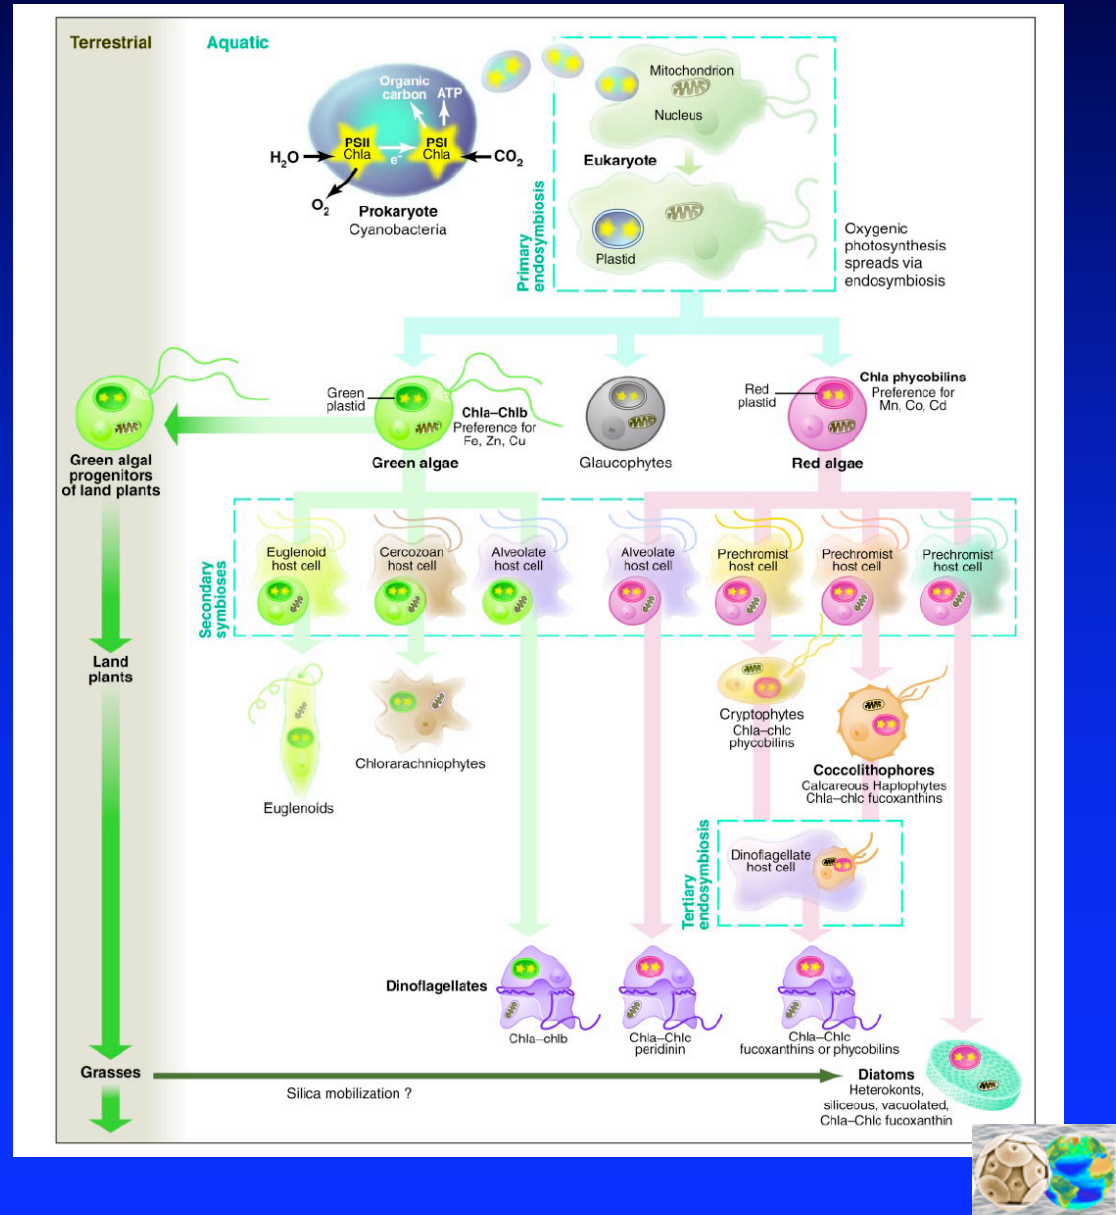 Terrestrial
Aquatic
Organic
carbon
ATP
PSII
Chla
e-
PSI
Chla
H2O
CO2
O2
Prokaryote
Cyanobacteria
Mitochondrion
Nucleus
Eukaryote
Plastid
Primary
endosymbiosis
Oxygenic
photosynthesis
spreads via
endosymbiosis
Green algal
progenitors
of land plants
Green
plastid
Chla–Chlb
Preference for
Fe, Zn, Cu
Green algae
Glaucophytes
Red
plastid
Chla phycobilins
Preference for
Mn, Co, Cd
Red algae
Secondary
symbioses
Euglenoid
host cell
Cercozoan
host cell
Alveolate
host cell
Alveolate
host cell
Prechromist
host cell
Prechromist
host cell
Prechromist
host cell
Land
plants
Euglenoids
Chlorarachniophytes
Cryptophytes
Chla–chlc
phycobilins
Coccolithophores
Calcareous Haptophytes
Chla–chlc fucoxanthins
Tertiary
endosymbiosis
Dinoflagellate
host cell
Dinoflagellates
Chla–chlb
Chla–Chlc
peridinin
Chla–Chlc
fucoxanthins or phycobilins
Grasses
Silica mobilization ?
Diatoms
Heterokonts,
siliceous, vacuolated,
Chla–Chlc fucoxanthin